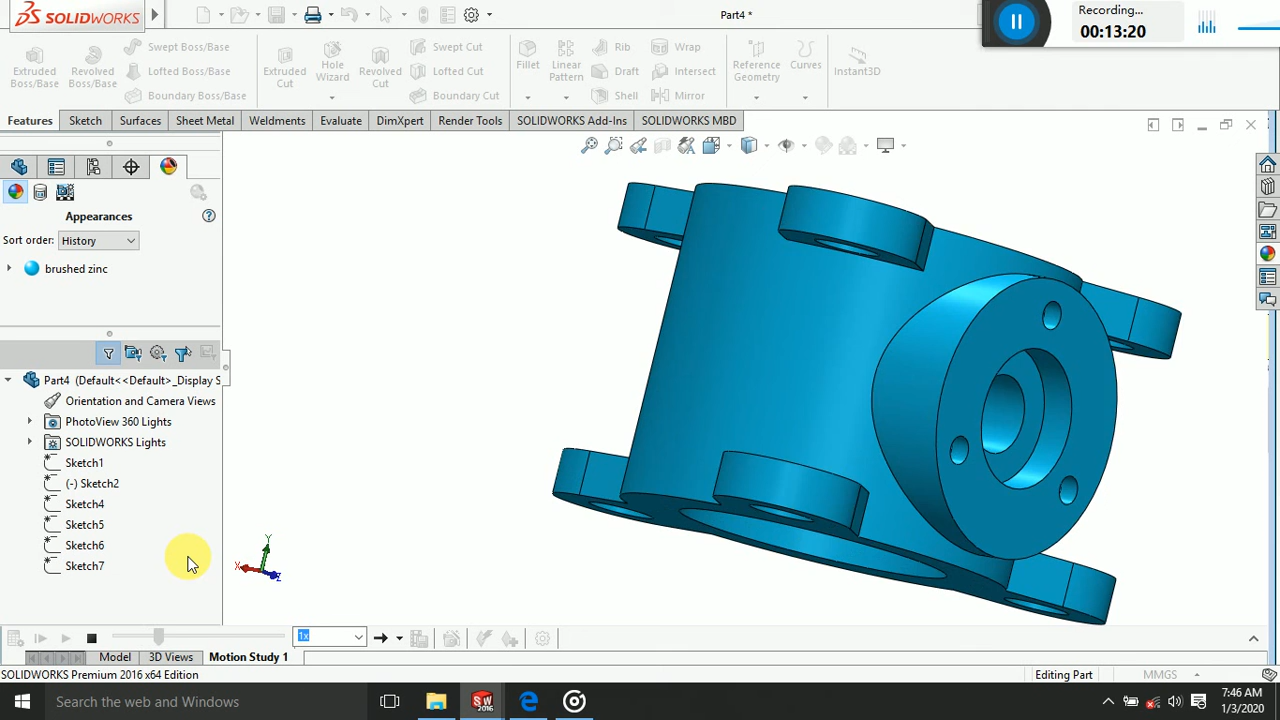 SOLIDWORKS
Part4 *
Recording...
00:13:20
Extruded Boss/Base
Revolved Boss/Base
Swept Boss/Base
Lofted Boss/Base
Boundary Boss/Base
Extruded Cut
Hole Wizard
Revolved Cut
Swept Cut
Lofted Cut
Boundary Cut
Fillet
Linear Pattern
Rib
Draft
Shell
Wrap
Intersect
Mirror
Reference Geometry
Curves
Instant3D
Features Sketch Surfaces Sheet Metal Weldments Evaluate DimXpert Render Tools SOLIDWORKS Add-Ins SOLIDWORKS MBD
Appearances
Sort order: History
brushed zinc
Part4 (Default<<Default>_Display S
Orientation and Camera Views
PhotoView 360 Lights
SOLIDWORKS Lights
Sketch1
(-) Sketch2
Sketch4
Sketch5
Sketch6
Sketch7
Y
X
Z
1x
Model 3D Views Motion Study 1
SOLIDWORKS Premium 2016 x64 Edition
Editing Part
MMGS
Search the web and Windows
SW
2016
7:46 AM
1/3/2020